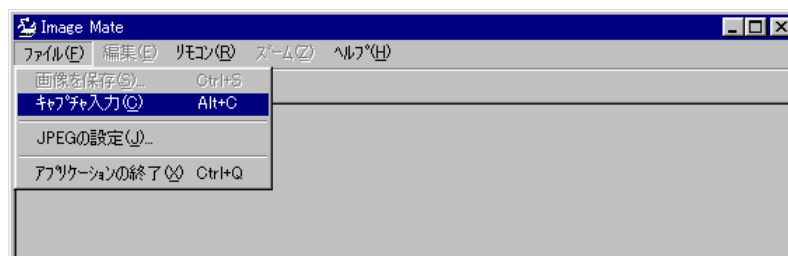 Image Mate
ファイル(F) 編集(E) リモコン(R) ズーム(Z) ヘルプ(H)
画像を保存(S)... Ctrl+S
キャプチャ入力(C) Alt+C
JPEGの設定(J)...
アプリケーションの終了(X) Ctrl+Q